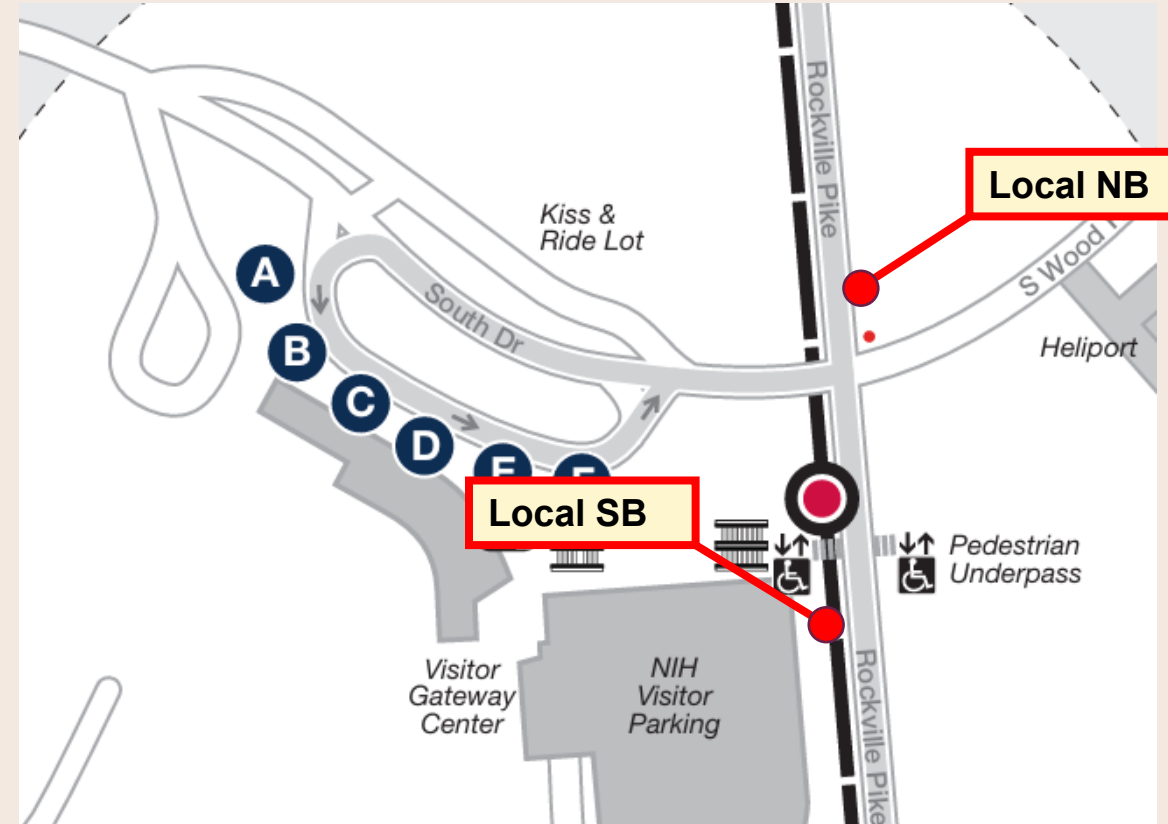 Rockville Pike
Local NB
Kiss &
Ride Lot
S Wood
A
South Dr
Heliport
B
C
D
Local SB
Pedestrian
Underpass
Visitor
Gateway
Center
NIH
Visitor
Parking
Rockville Pike